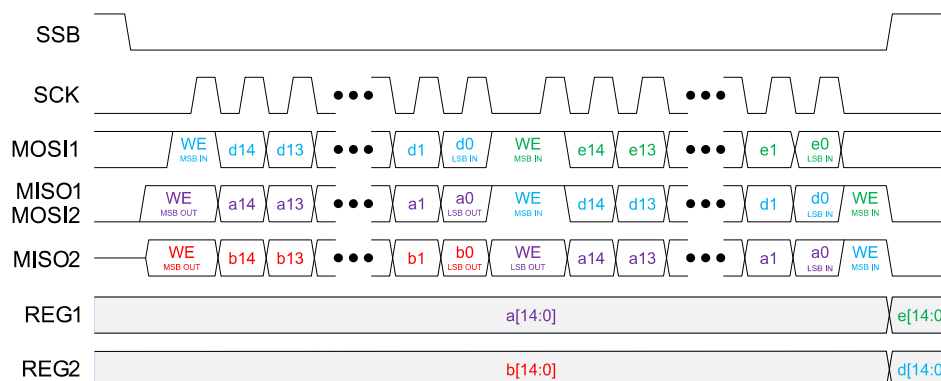 SSB
SCK
●●● ●●●
MOSI1 WE d14 d13 ●●● d1 d0 WE e14 e13 ●●● e1 e0
MSB IN LSB IN MSB IN LSB IN
MISO1
MOSI2 WE a14 a13 ●●● a1 a0 WE d14 d13 ●●● d1 d0 WE
MSB OUT LSB OUT MSB IN LSB IN MSB IN
MISO2 WE b14 b13 ●●● b1 b0 WE a14 a13 ●●● a1 a0 WE
MSB OUT LSB OUT LSB OUT LSB IN MSB IN
REG1 a[14:0] e[14:0
REG2 b[14:0] d[14:0